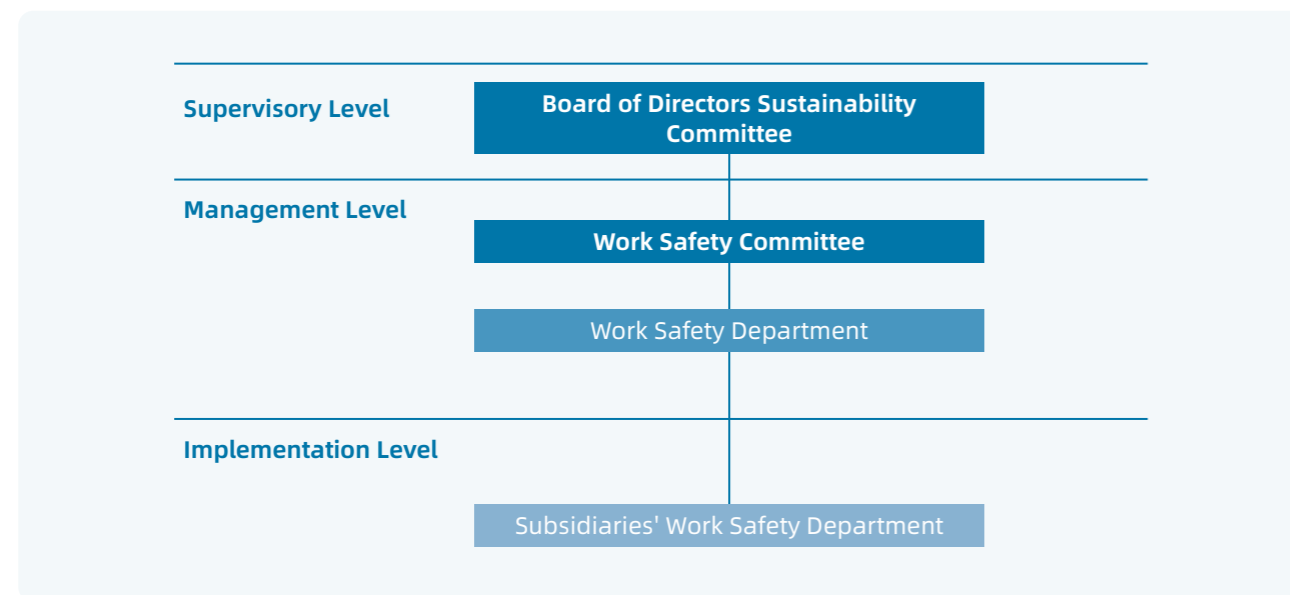 Supervisory Level
Board of Directors Sustainability
Committee
Management Level
Work Safety Committee
Work Safety Department
Implementation Level
Subsidiaries' Work Safety Department